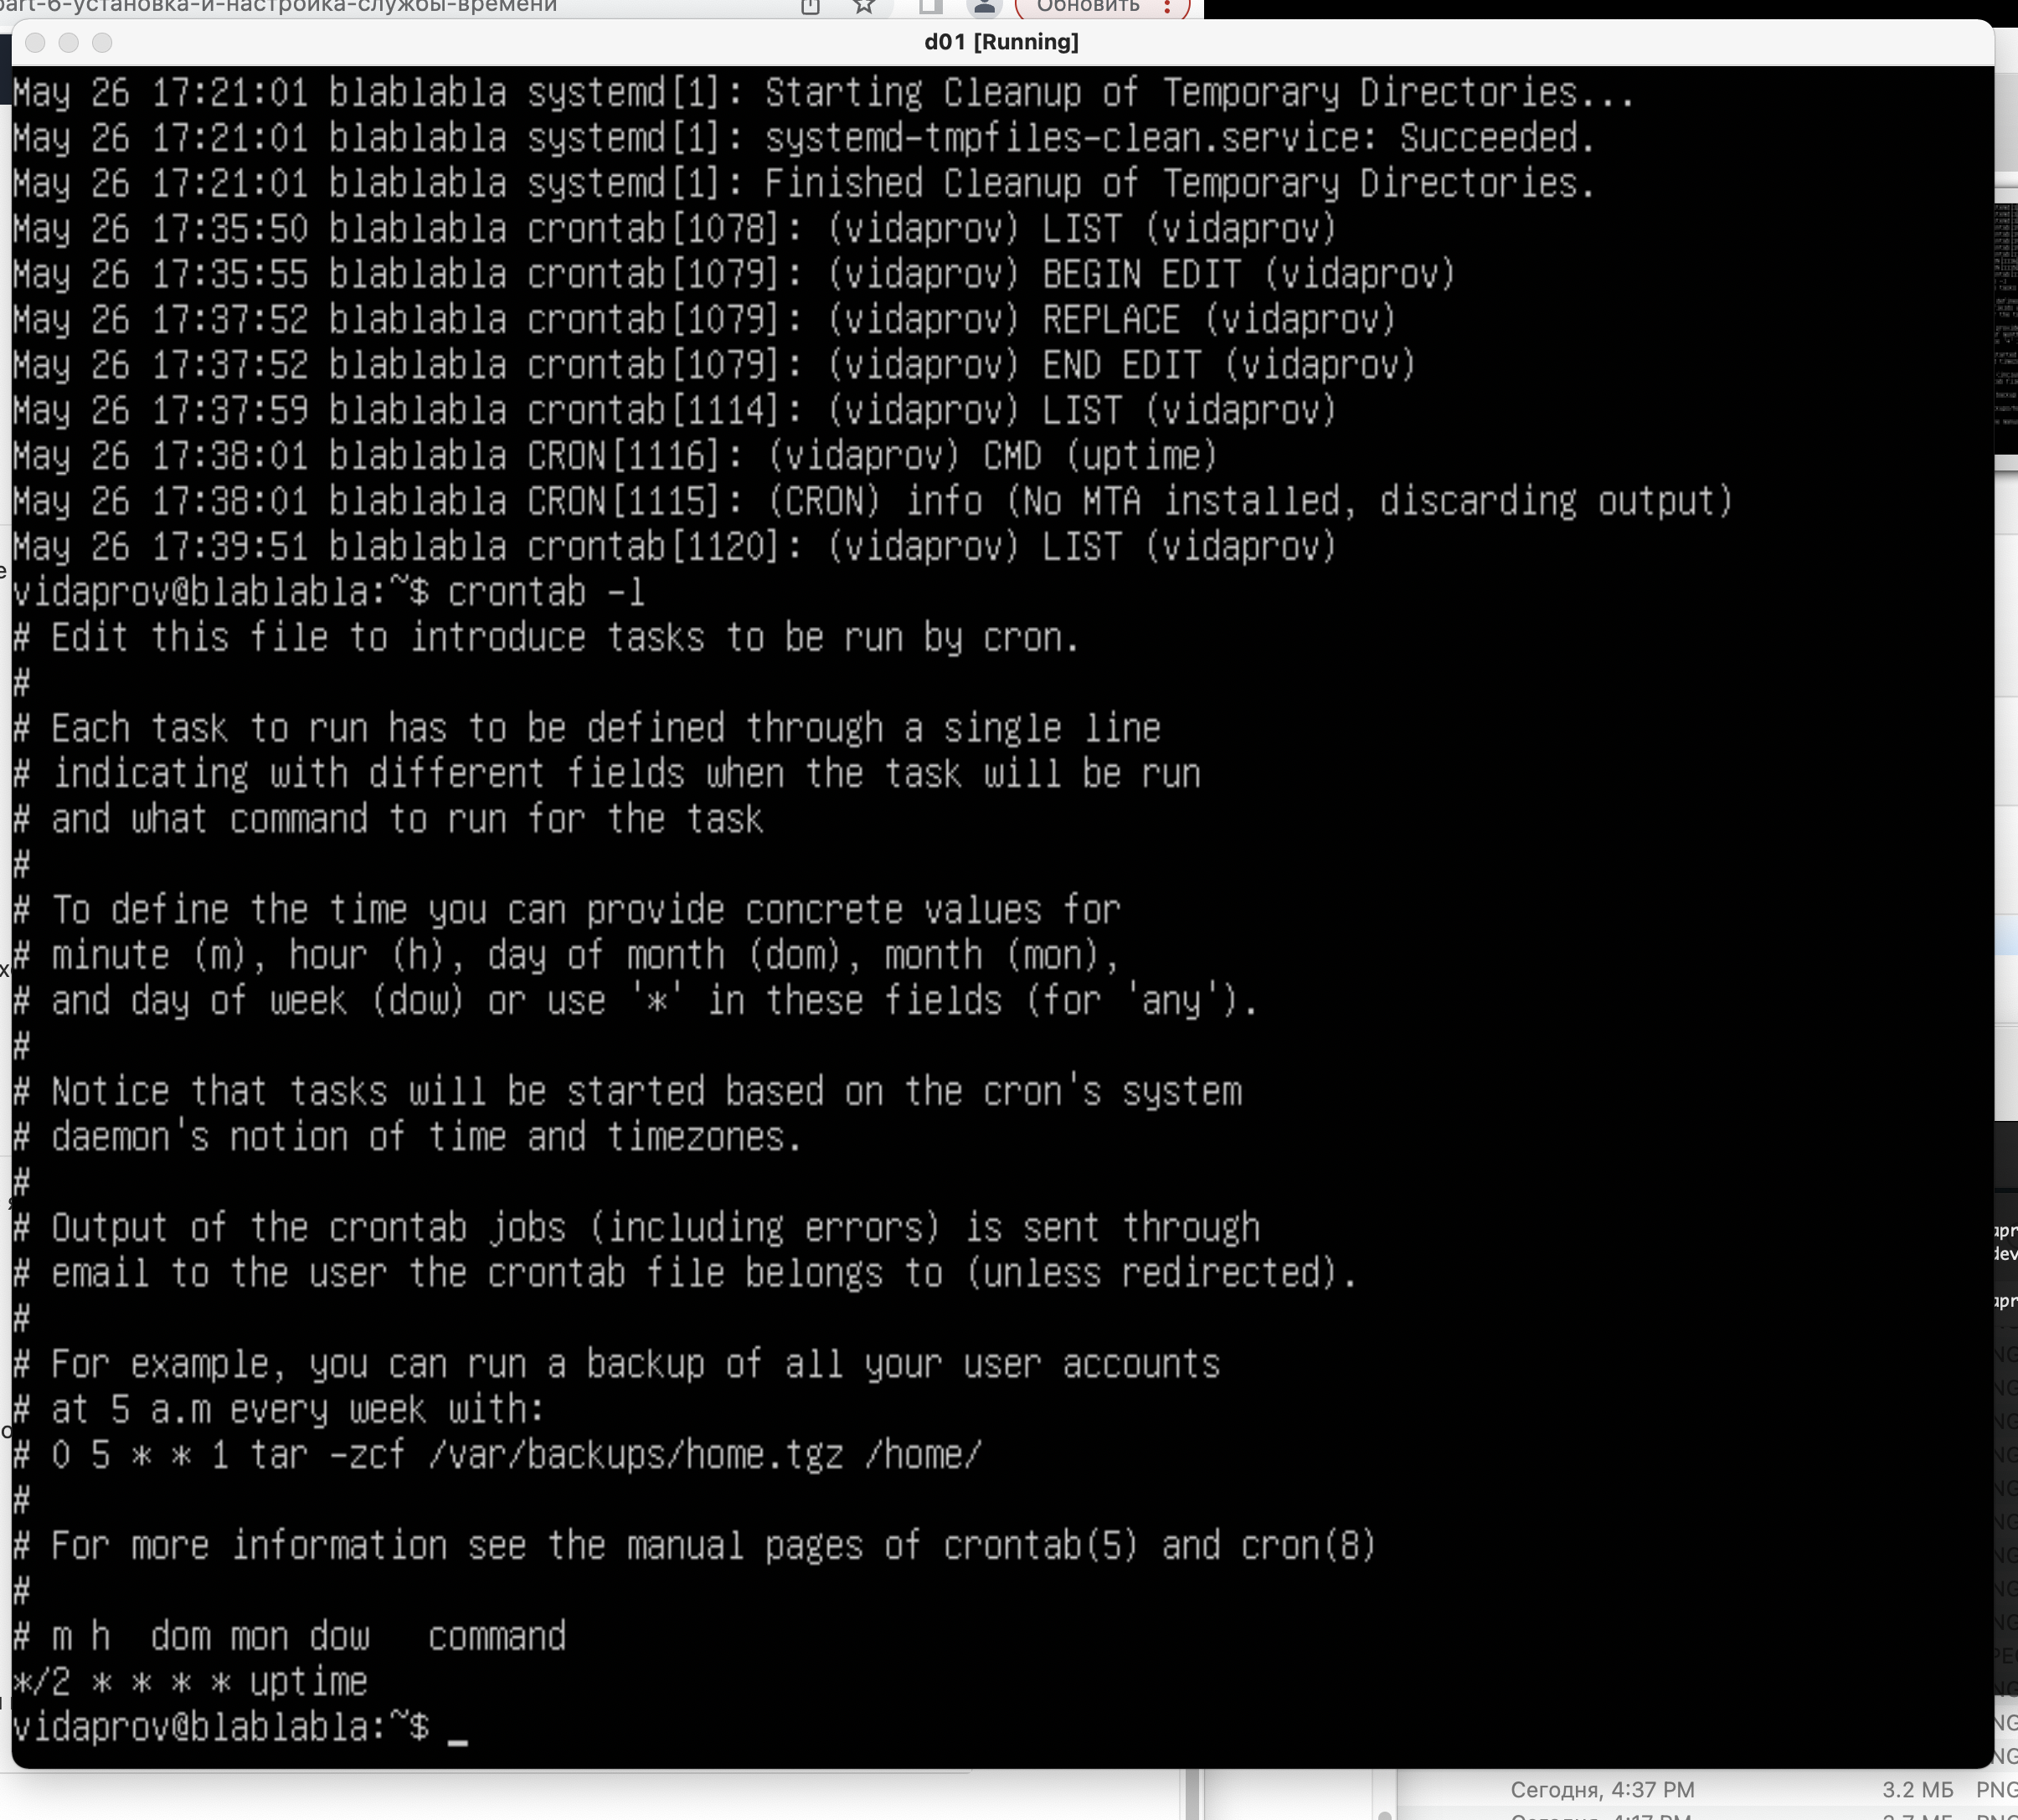 part-6-установка-и-настройка-службы-времени
Обновить
d01 [Running]
May 26 17:21:01 blablabla systemd[1]: Starting Cleanup of Temporary Directories...
May 26 17:21:01 blablabla systemd[1]: systemd-tmpfiles-clean.service: Succeeded.
May 26 17:21:01 blablabla systemd[1]: Finished Cleanup of Temporary Directories.
May 26 17:35:50 blablabla crontab[1078]: (vidaprov) LIST (vidaprov)
May 26 17:35:55 blablabla crontab[1079]: (vidaprov) BEGIN EDIT (vidaprov)
May 26 17:37:52 blablabla crontab[1079]: (vidaprov) REPLACE (vidaprov)
May 26 17:37:52 blablabla crontab[1079]: (vidaprov) END EDIT (vidaprov)
May 26 17:37:59 blablabla crontab[1114]: (vidaprov) LIST (vidaprov)
May 26 17:38:01 blablabla CRON[1116]: (vidaprov) CMD (uptime)
May 26 17:38:01 blablabla CRON[1115]: (CRON) info (No MTA installed, discarding output)
May 26 17:39:51 blablabla crontab[1120]: (vidaprov) LIST (vidaprov)
vidaprov@blablabla:~$ crontab -l
# Edit this file to introduce tasks to be run by cron.
#
# Each task to run has to be defined through a single line
# indicating with different fields when the task will be run
# and what command to run for the task
#
# To define the time you can provide concrete values for
# minute (m), hour (h), day of month (dom), month (mon),
# and day of week (dow) or use '*' in these fields (for 'any').
#
# Notice that tasks will be started based on the cron's system
# daemon's notion of time and timezones.
#
# Output of the crontab jobs (including errors) is sent through
# email to the user the crontab file belongs to (unless redirected).
#
# For example, you can run a backup of all your user accounts
# at 5 a.m every week with:
# 0 5 * * 1 tar -zcf /var/backups/home.tgz /home/
#
# For more information see the manual pages of crontab(5) and cron(8)
#
# m h  dom mon dow   command
*/2 * * * * uptime
vidaprov@blablabla:~$ _
Сегодня, 4:37 PM 3.2 МБ PNG